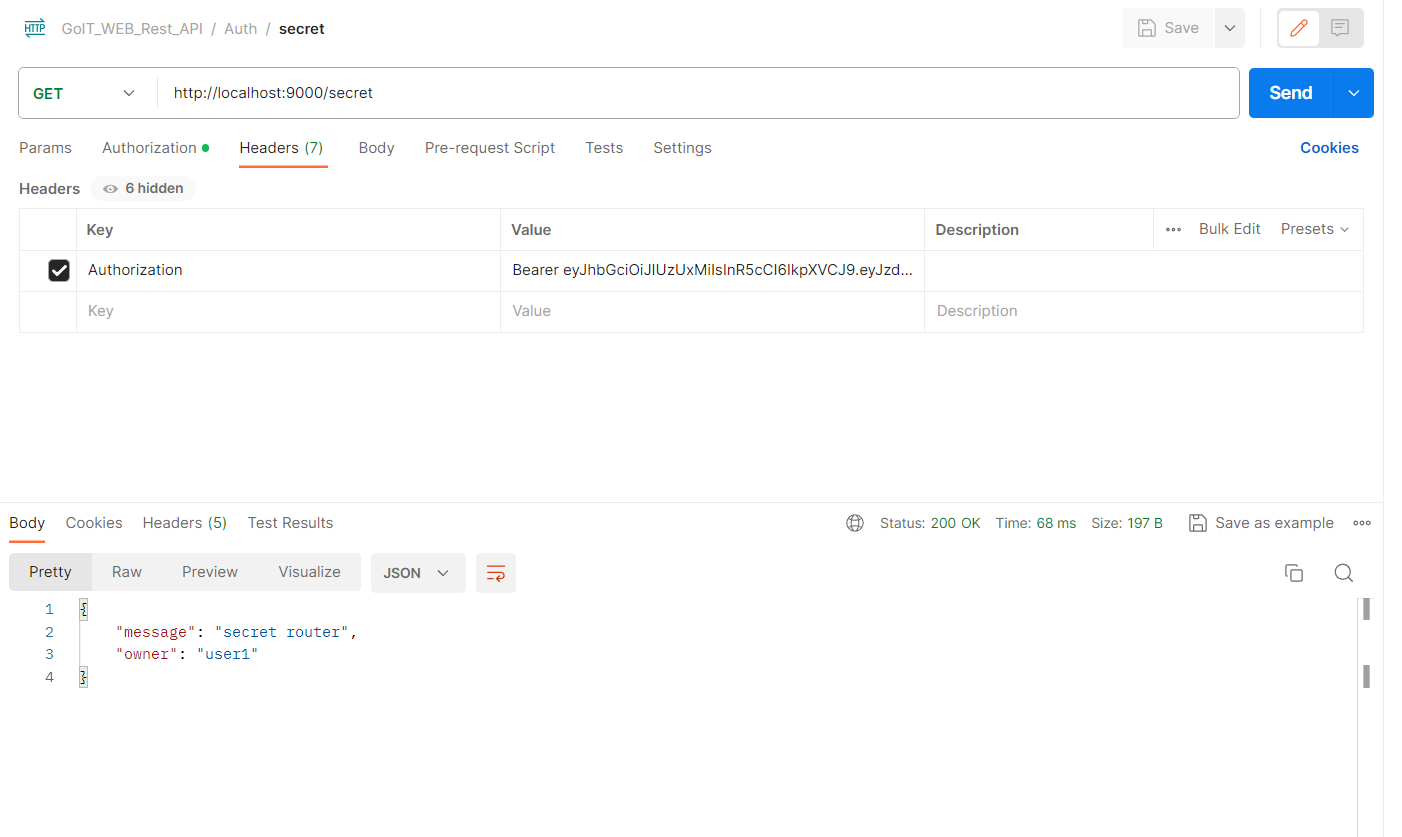 HTTP GoIT_WEB_Rest_API / Auth / secret Save
GET http://localhost:9000/secret Send
Params Authorization Headers (7) Body Pre-request Script Tests Settings Cookies
Headers 6 hidden
Key Value Description Bulk Edit Presets
Authorization Bearer eyJhbGciOiJIUzUxMiIsInR5cCI6IkpXVCJ9.eyJzd...
Key Value Description
Body Cookies Headers (5) Test Results Status: 200 OK Time: 68 ms Size: 197 B Save as example
Pretty Raw Preview Visualize JSON
1 {
2 "message": "secret router",
3 "owner": "user1"
4 }